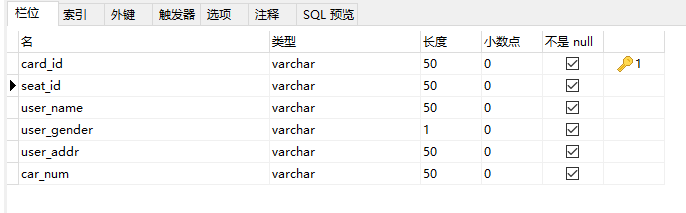 栏位 索引 外键 触发器 选项 注释 SQL 预览
名 类型 长度 小数点 不是 null
card_id varchar 50 0 1
seat_id varchar 50 0
user_name varchar 50 0
user_gender varchar 1 0
user_addr varchar 50 0
car_num varchar 50 0